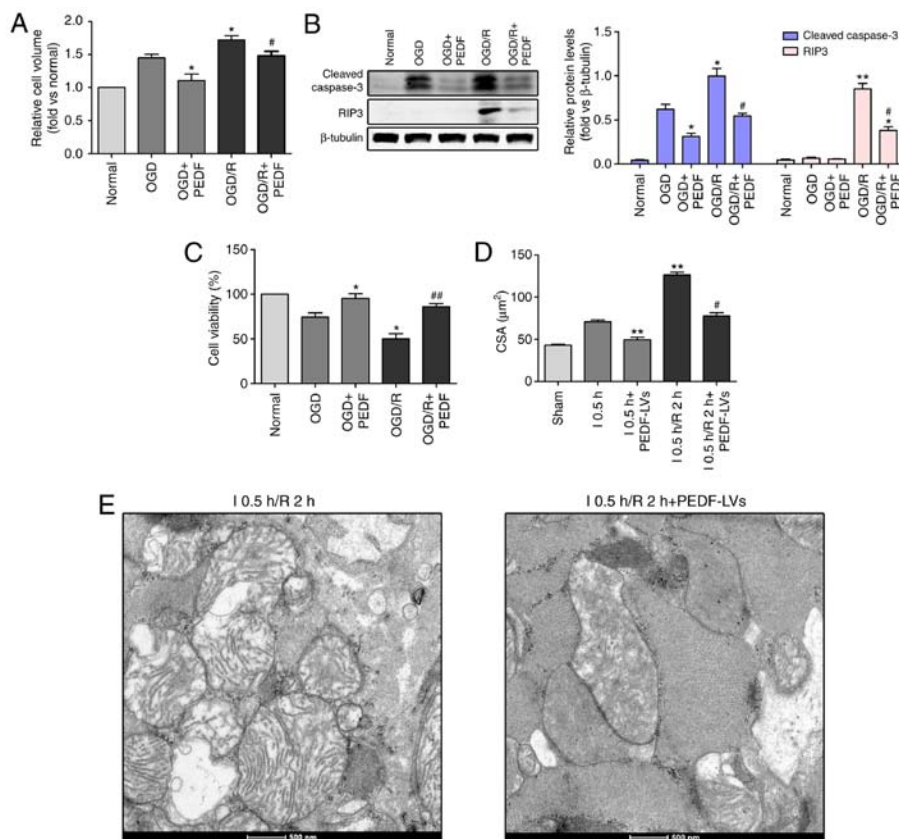 A
Relative cell volume
(fold vs normal)
2.0
1.5
1.0
0.5
0
*
*
#
Normal
OGD
OGD+
PEDF
OGD/R
OGD/R+
PEDF
B
Normal
OGD
OGD+
PEDF
OGD/R
OGD/R+
PEDF
Cleaved
caspase-3
RIP3
β-tubulin
Cleaved caspase-3
RIP3
Relative protein levels
(fold vs β-tubulin)
1.5
1.0
0.5
0.0
*
*
#
**
#
*
Normal
OGD
OGD+
PEDF
OGD/R
OGD/R+
PEDF
Normal
OGD
OGD+
PEDF
OGD/R
OGD/R+
PEDF
C
Cell viability (%)
150
100
50
0
*
*
##
Normal
OGD
OGD+
PEDF
OGD/R
OGD/R+
PEDF
D
CSA (μm²)
150
100
50
0
**
**
#
Sham
I 0.5 h
I 0.5 h+
PEDF-LVs
I 0.5 h/R 2 h
I 0.5 h/R 2 h+
PEDF-LVs
E
I 0.5 h/R 2 h
I 0.5 h/R 2 h+PEDF-LVs
500 nm
500 nm